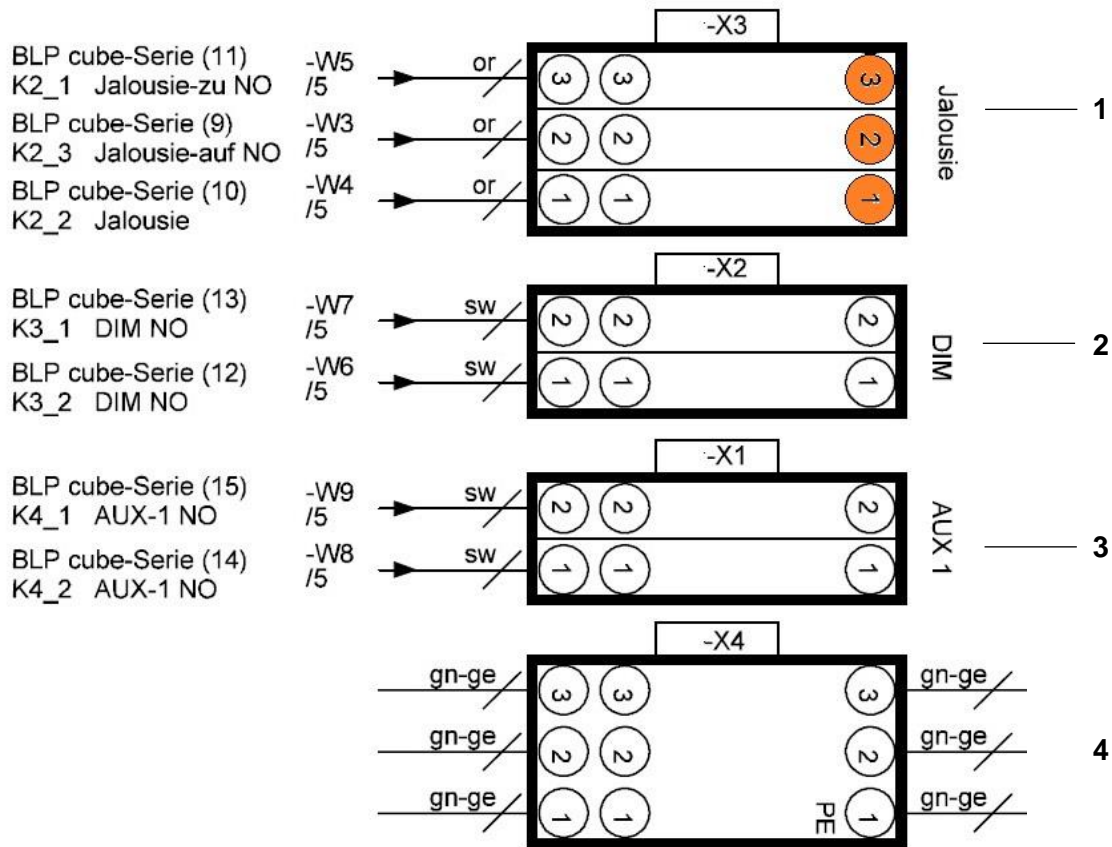 -X3
BLP cube-Serie (11) -W5 or 3 3 3
K2_1 Jalousie-zu NO /5
BLP cube-Serie (9) -W3 or 2 2 2
K2_3 Jalousie-auf NO /5
BLP cube-Serie (10) -W4 or 1 1 1
K2_2 Jalousie /5
Jalousie
1
-X2
BLP cube-Serie (13) -W7 sw 2 2 2
K3_1 DIM NO /5
BLP cube-Serie (12) -W6 sw 1 1 1
K3_2 DIM NO /5
DIM
2
-X1
BLP cube-Serie (15) -W9 sw 2 2 2
K4_1 AUX-1 NO /5
BLP cube-Serie (14) -W8 sw 1 1 1
K4_2 AUX-1 NO /5
AUX 1
3
-X4
gn-ge 3 3 3 gn-ge
gn-ge 2 2 2 gn-ge
gn-ge 1 1 PE 1 gn-ge
4